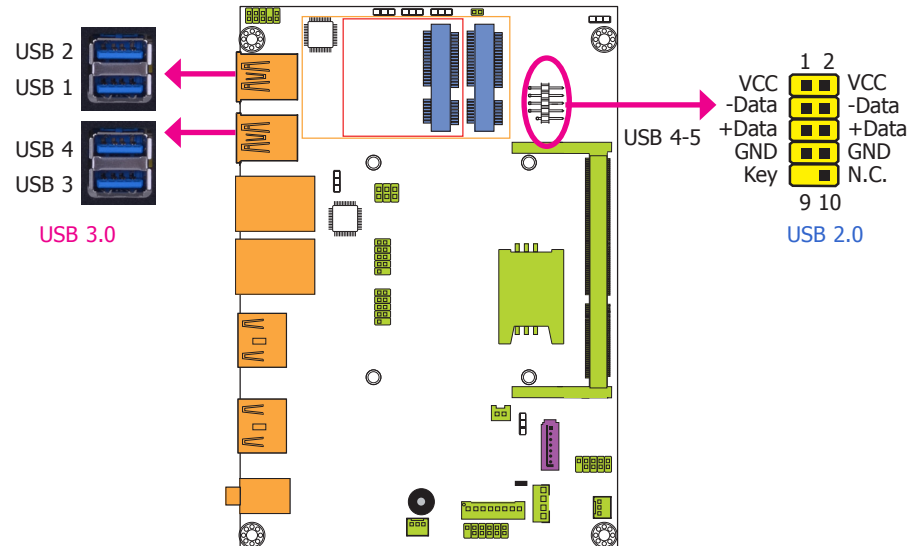 USB 2
USB 1
USB 4
USB 3
USB 3.0
USB 4-5
1 2
VCC VCC
-Data -Data
+Data +Data
GND GND
Key N.C.
9 10
USB 2.0